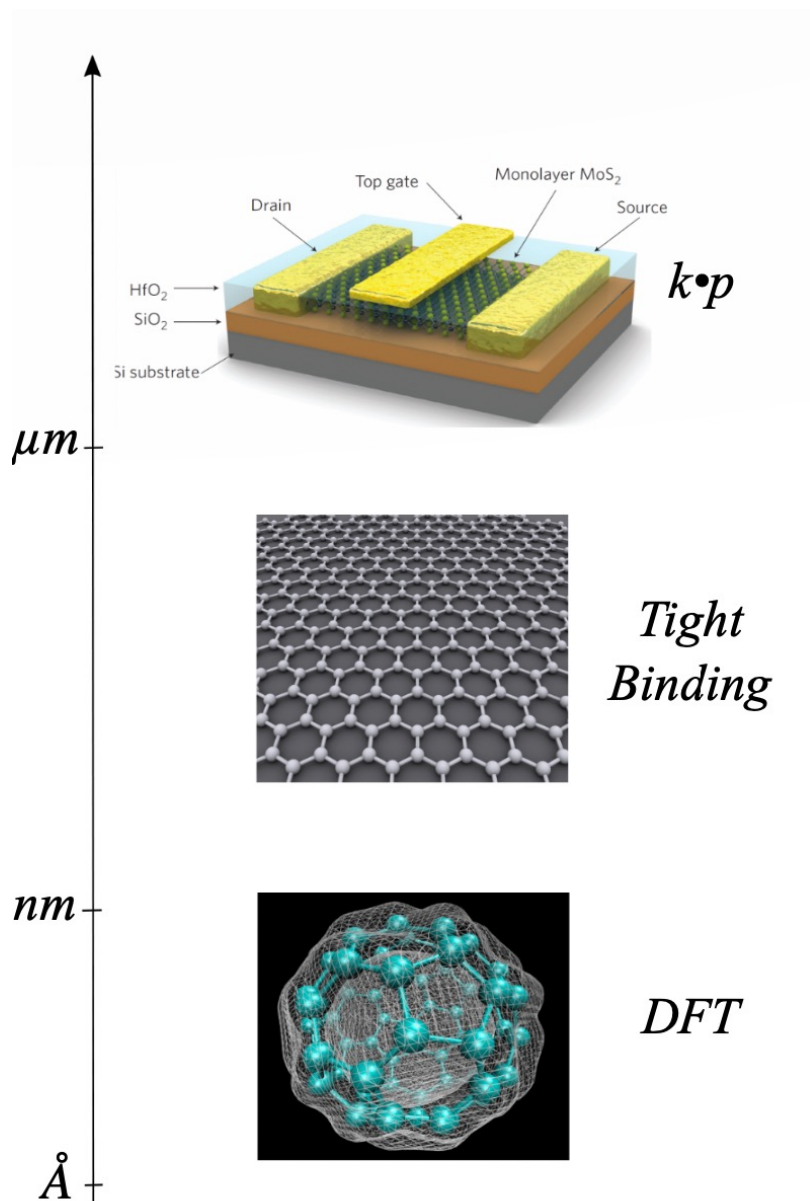 Top gate
Monolayer MoS₂
Drain
Source
k•p
HfO₂
SiO₂
Si substrate
μm
Tight
Binding
nm
DFT
Å